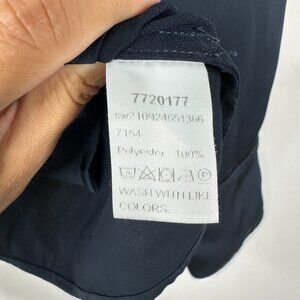 7720177
sw210924651366
7154
Polyester 100%
WASH WITH LIKE
COLORS.